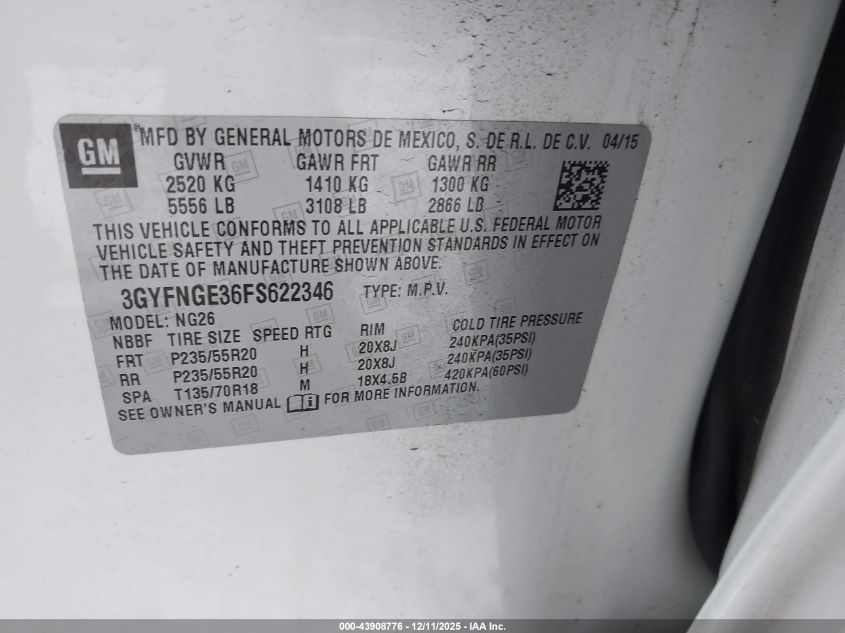 GM
MFD BY GENERAL MOTORS DE MEXICO, S. DE R.L. DE C.V. 04/15
GVWR GAWR FRT GAWR RR
2520 KG 1410 KG 1300 KG
5556 LB 3108 LB 2866 LB
THIS VEHICLE CONFORMS TO ALL APPLICABLE U.S. FEDERAL MOTOR
VEHICLE SAFETY AND THEFT PREVENTION STANDARDS IN EFFECT ON
THE DATE OF MANUFACTURE SHOWN ABOVE.
3GYFNGE36FS622346 TYPE: M.P.V.
MODEL: NG26
NBBF TIRE SIZE SPEED RTG RIM COLD TIRE PRESSURE
FRT P235/55R20 H 20X8J 240KPA(35PSI)
RR P235/55R20 H 20X8J 240KPA(35PSI)
SPA T135/70R18 M 18X4.5B 420KPA(60PSI)
SEE OWNER'S MANUAL FOR MORE INFORMATION.
000-43908776 - 12/11/2025 - IAA Inc.